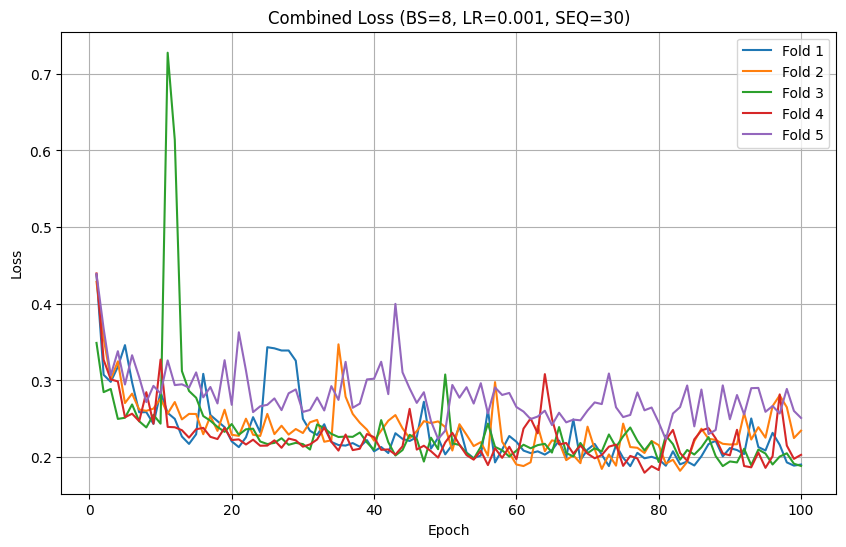 Combined Loss (BS=8, LR=0.001, SEQ=30)
Fold 1
Fold 2
Fold 3
Fold 4
Fold 5
Loss
0.7
0.6
0.5
0.4
0.3
0.2
0 20 40 60 80 100
Epoch